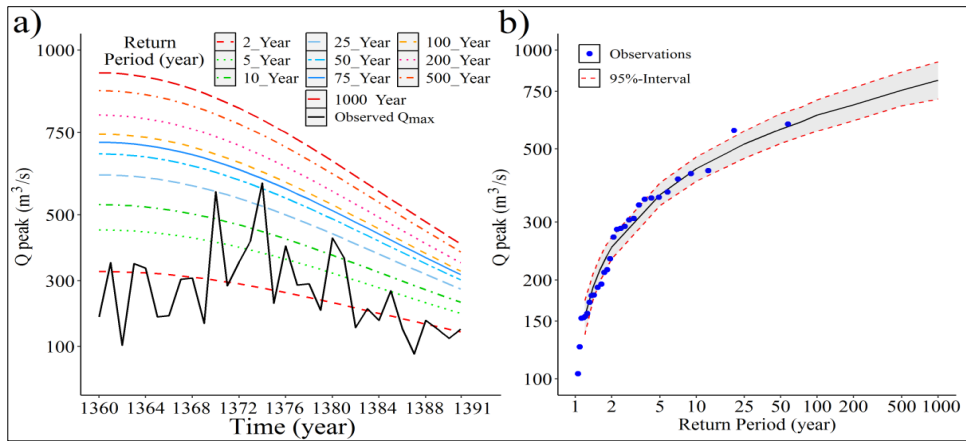 a)
Return
Period (year)
2_Year
5_Year
10_Year
25_Year
50_Year
75_Year
100_Year
200_Year
500_Year
1000 Year
Observed Qmax
Q peak (m³/s)
1000
750
500
300
100
1360 1364 1368 1372 1376 1380 1384 1388 1391
Time (year)
b)
Observations
95%-Interval
Q peak (m³/s)
1000
750
500
300
200
150
100
1 2 5 10 25 50 100 200 500 1000
Return Period (year)